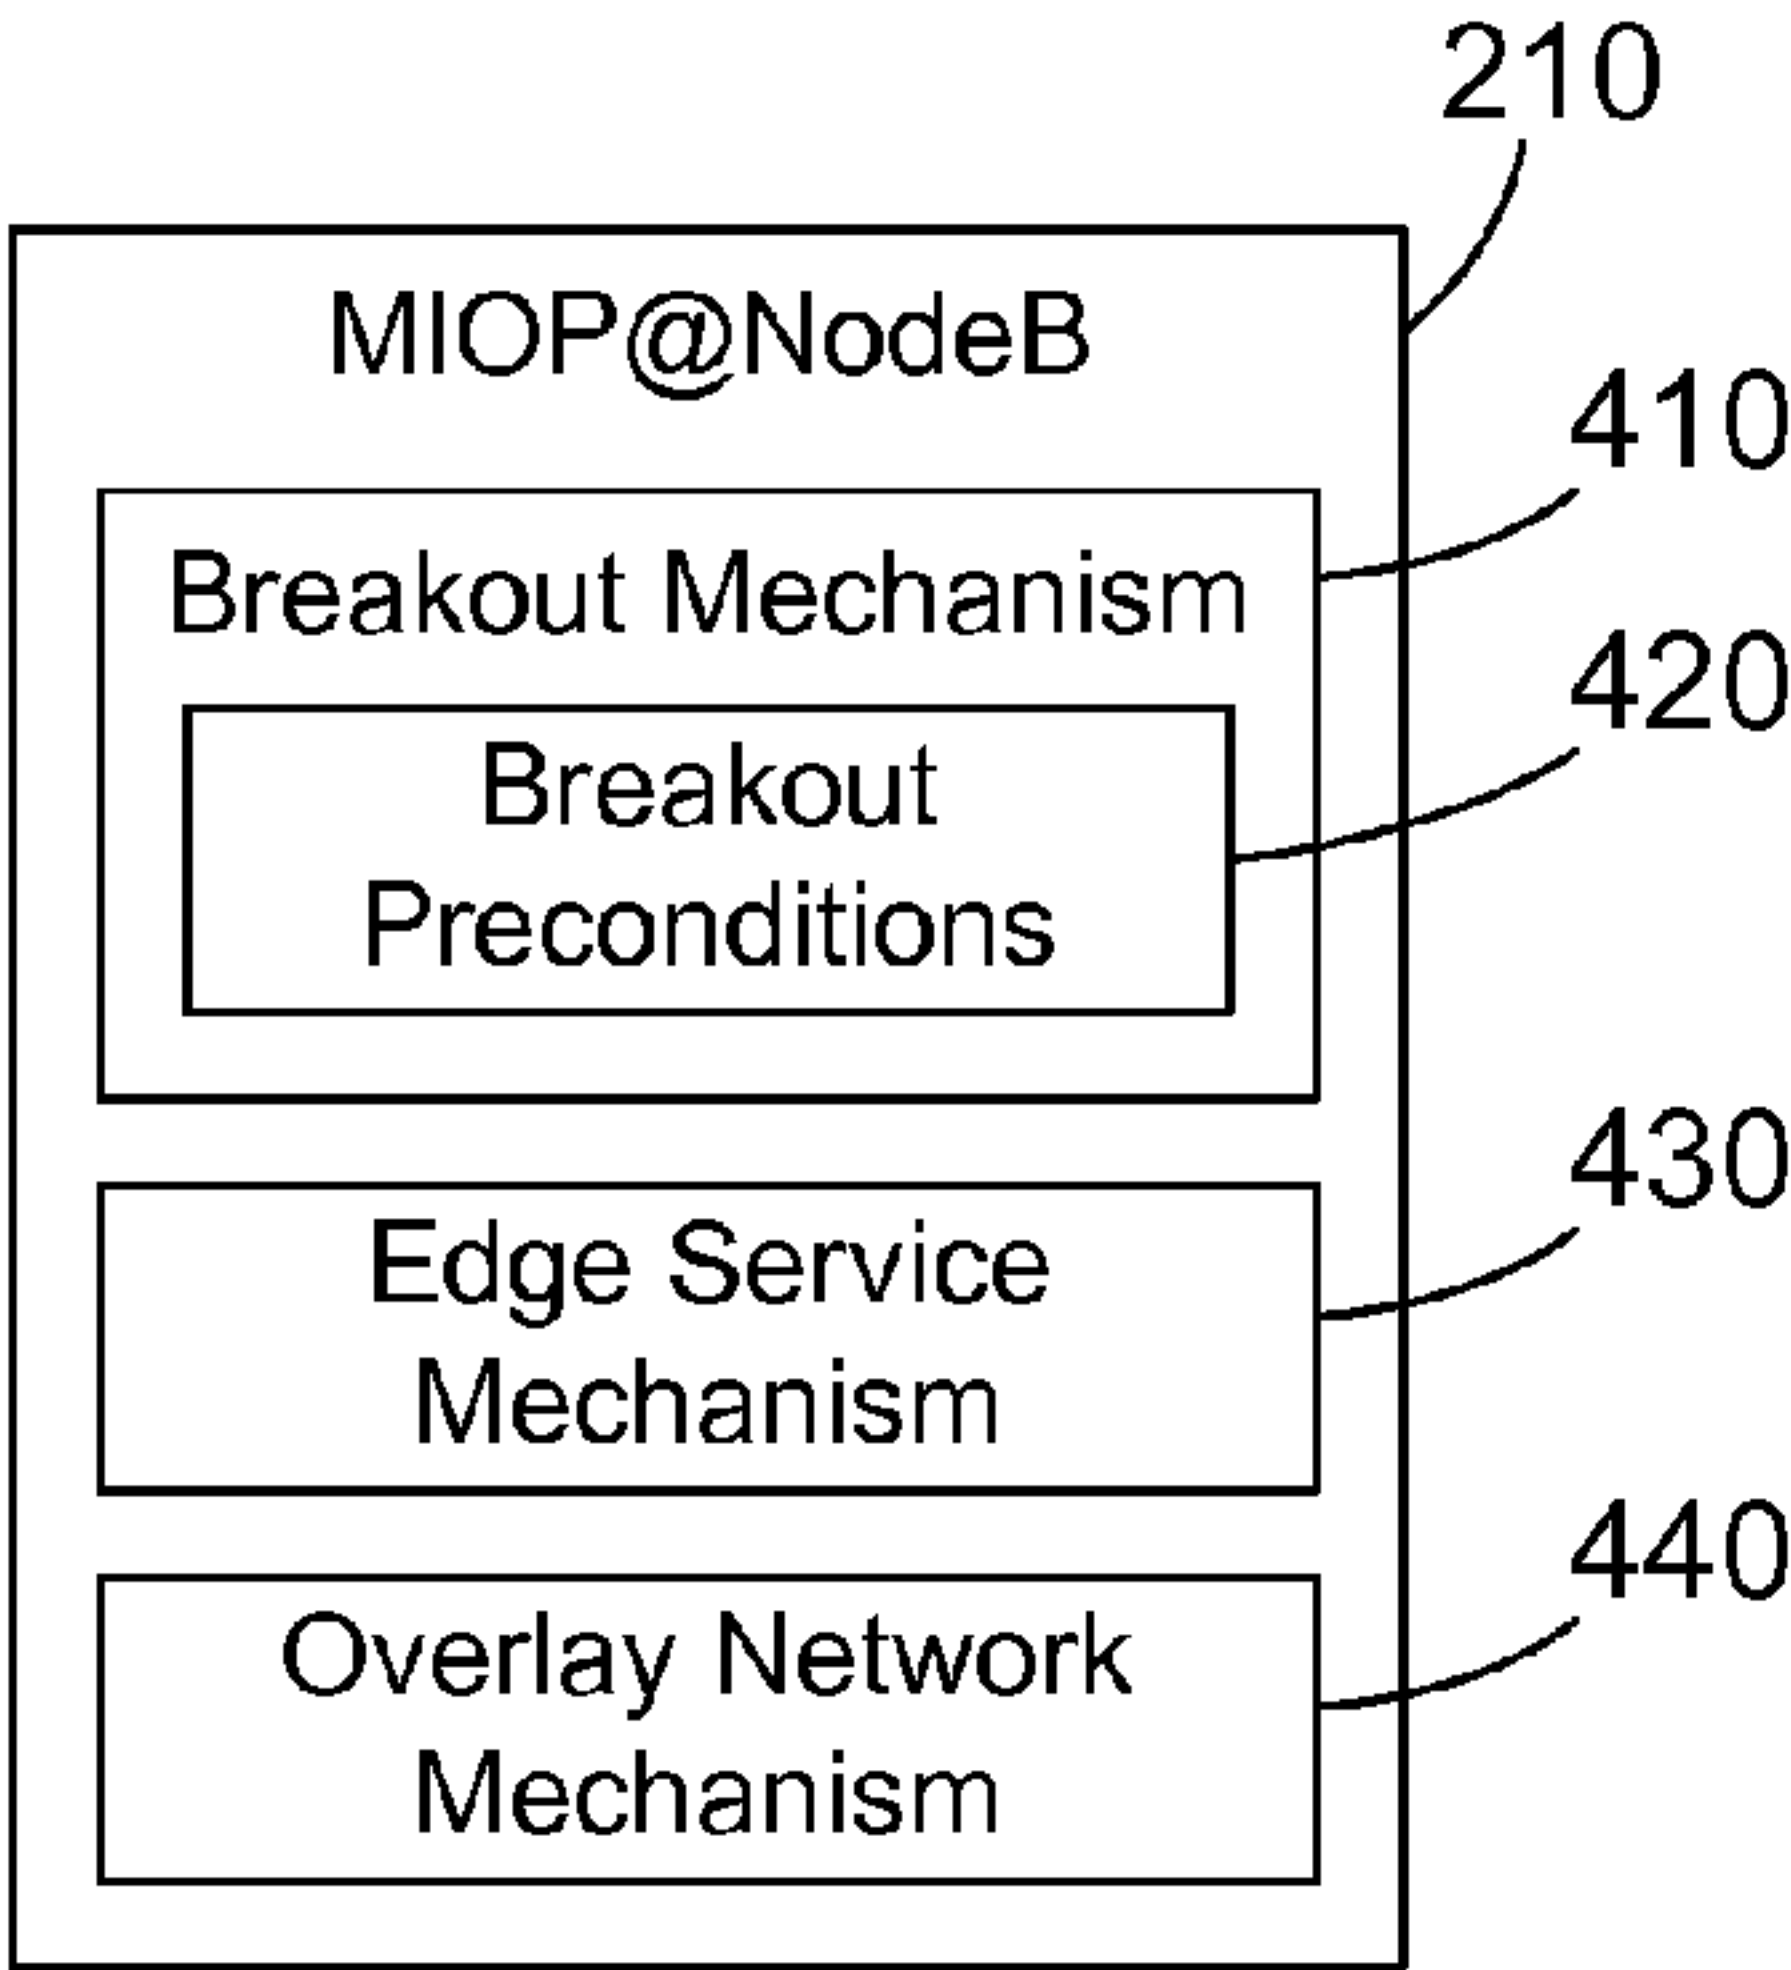 210
MIOP@NodeB
410
Breakout Mechanism
420
Breakout
Preconditions
430
Edge Service
Mechanism
440
Overlay Network
Mechanism